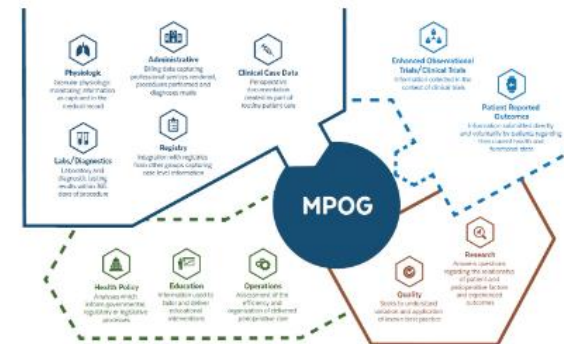 Physiologic
Granular physiologic
monitoring information
as captured in the
medical record
Administrative
Billing data capturing
professional services rendered,
procedures performed and
diagnoses made
Clinical Case Data
Perioperative
documentation
created as part of
routine patient care
Labs/Diagnostics
Laboratory and
diagnostic testing
results within 365
days of procedure
Registry
Integration with registries
from other groups capturing
case level information
Enhanced Observational
Trials/Clinical Trials
Information collected in the
context of clinical trials
Patient Reported
Outcomes
Information submitted directly
and voluntarily by patients regarding
their current health and
functional state
MPOG
Health Policy
Analyses which
inform governmental,
regulatory or legislative
processes
Education
Information used to
tailor and deliver
educational
interventions
Operations
Assessment of the
efficiency and
organization of delivered
perioperative care
Quality
Seeks to understand
variation and application
of known best practice
Research
Answers questions
regarding the relationship
of patient and
perioperative factors
and experienced
outcomes